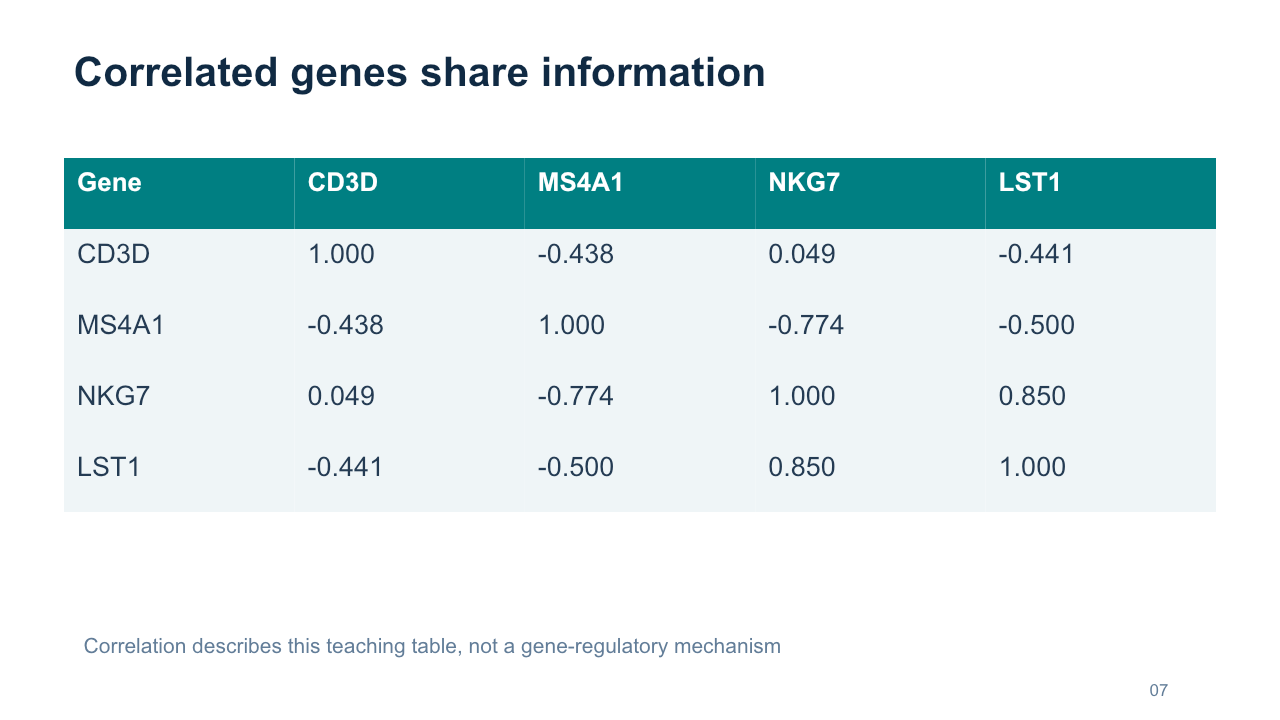 Correlated genes share information
Gene CD3D MS4A1 NKG7 LST1
CD3D 1.000 -0.438 0.049 -0.441
MS4A1 -0.438 1.000 -0.774 -0.500
NKG7 0.049 -0.774 1.000 0.850
LST1 -0.441 -0.500 0.850 1.000
Correlation describes this teaching table, not a gene-regulatory mechanism
07